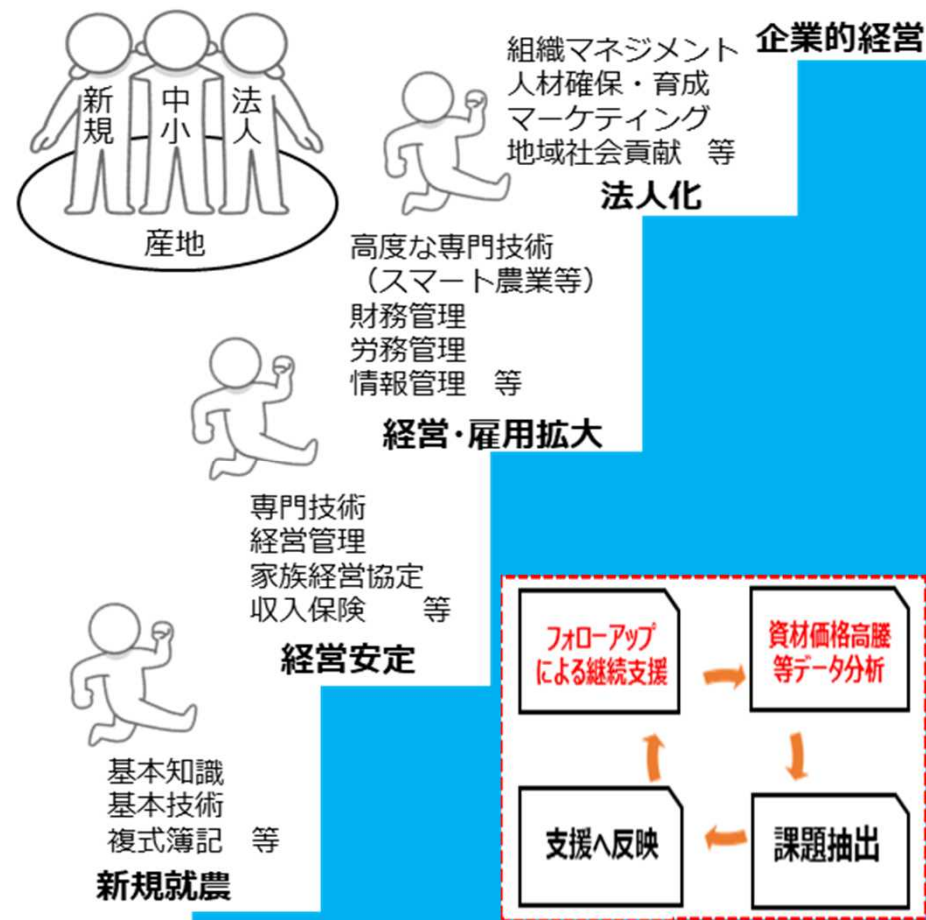 新規
中小
法人
産地
企業的経営
組織マネジメント
人材確保・育成
マーケティング
地域社会貢献　等
法人化
高度な専門技術
（スマート農業等）
財務管理
労務管理
情報管理　等
経営・雇用拡大
専門技術
経営管理
家族経営協定
収入保険　　等
経営安定
基本知識
基本技術
複式簿記　等
新規就農
フォローアップ
による継続支援
資材価格高騰
等データ分析
課題抽出
支援へ反映